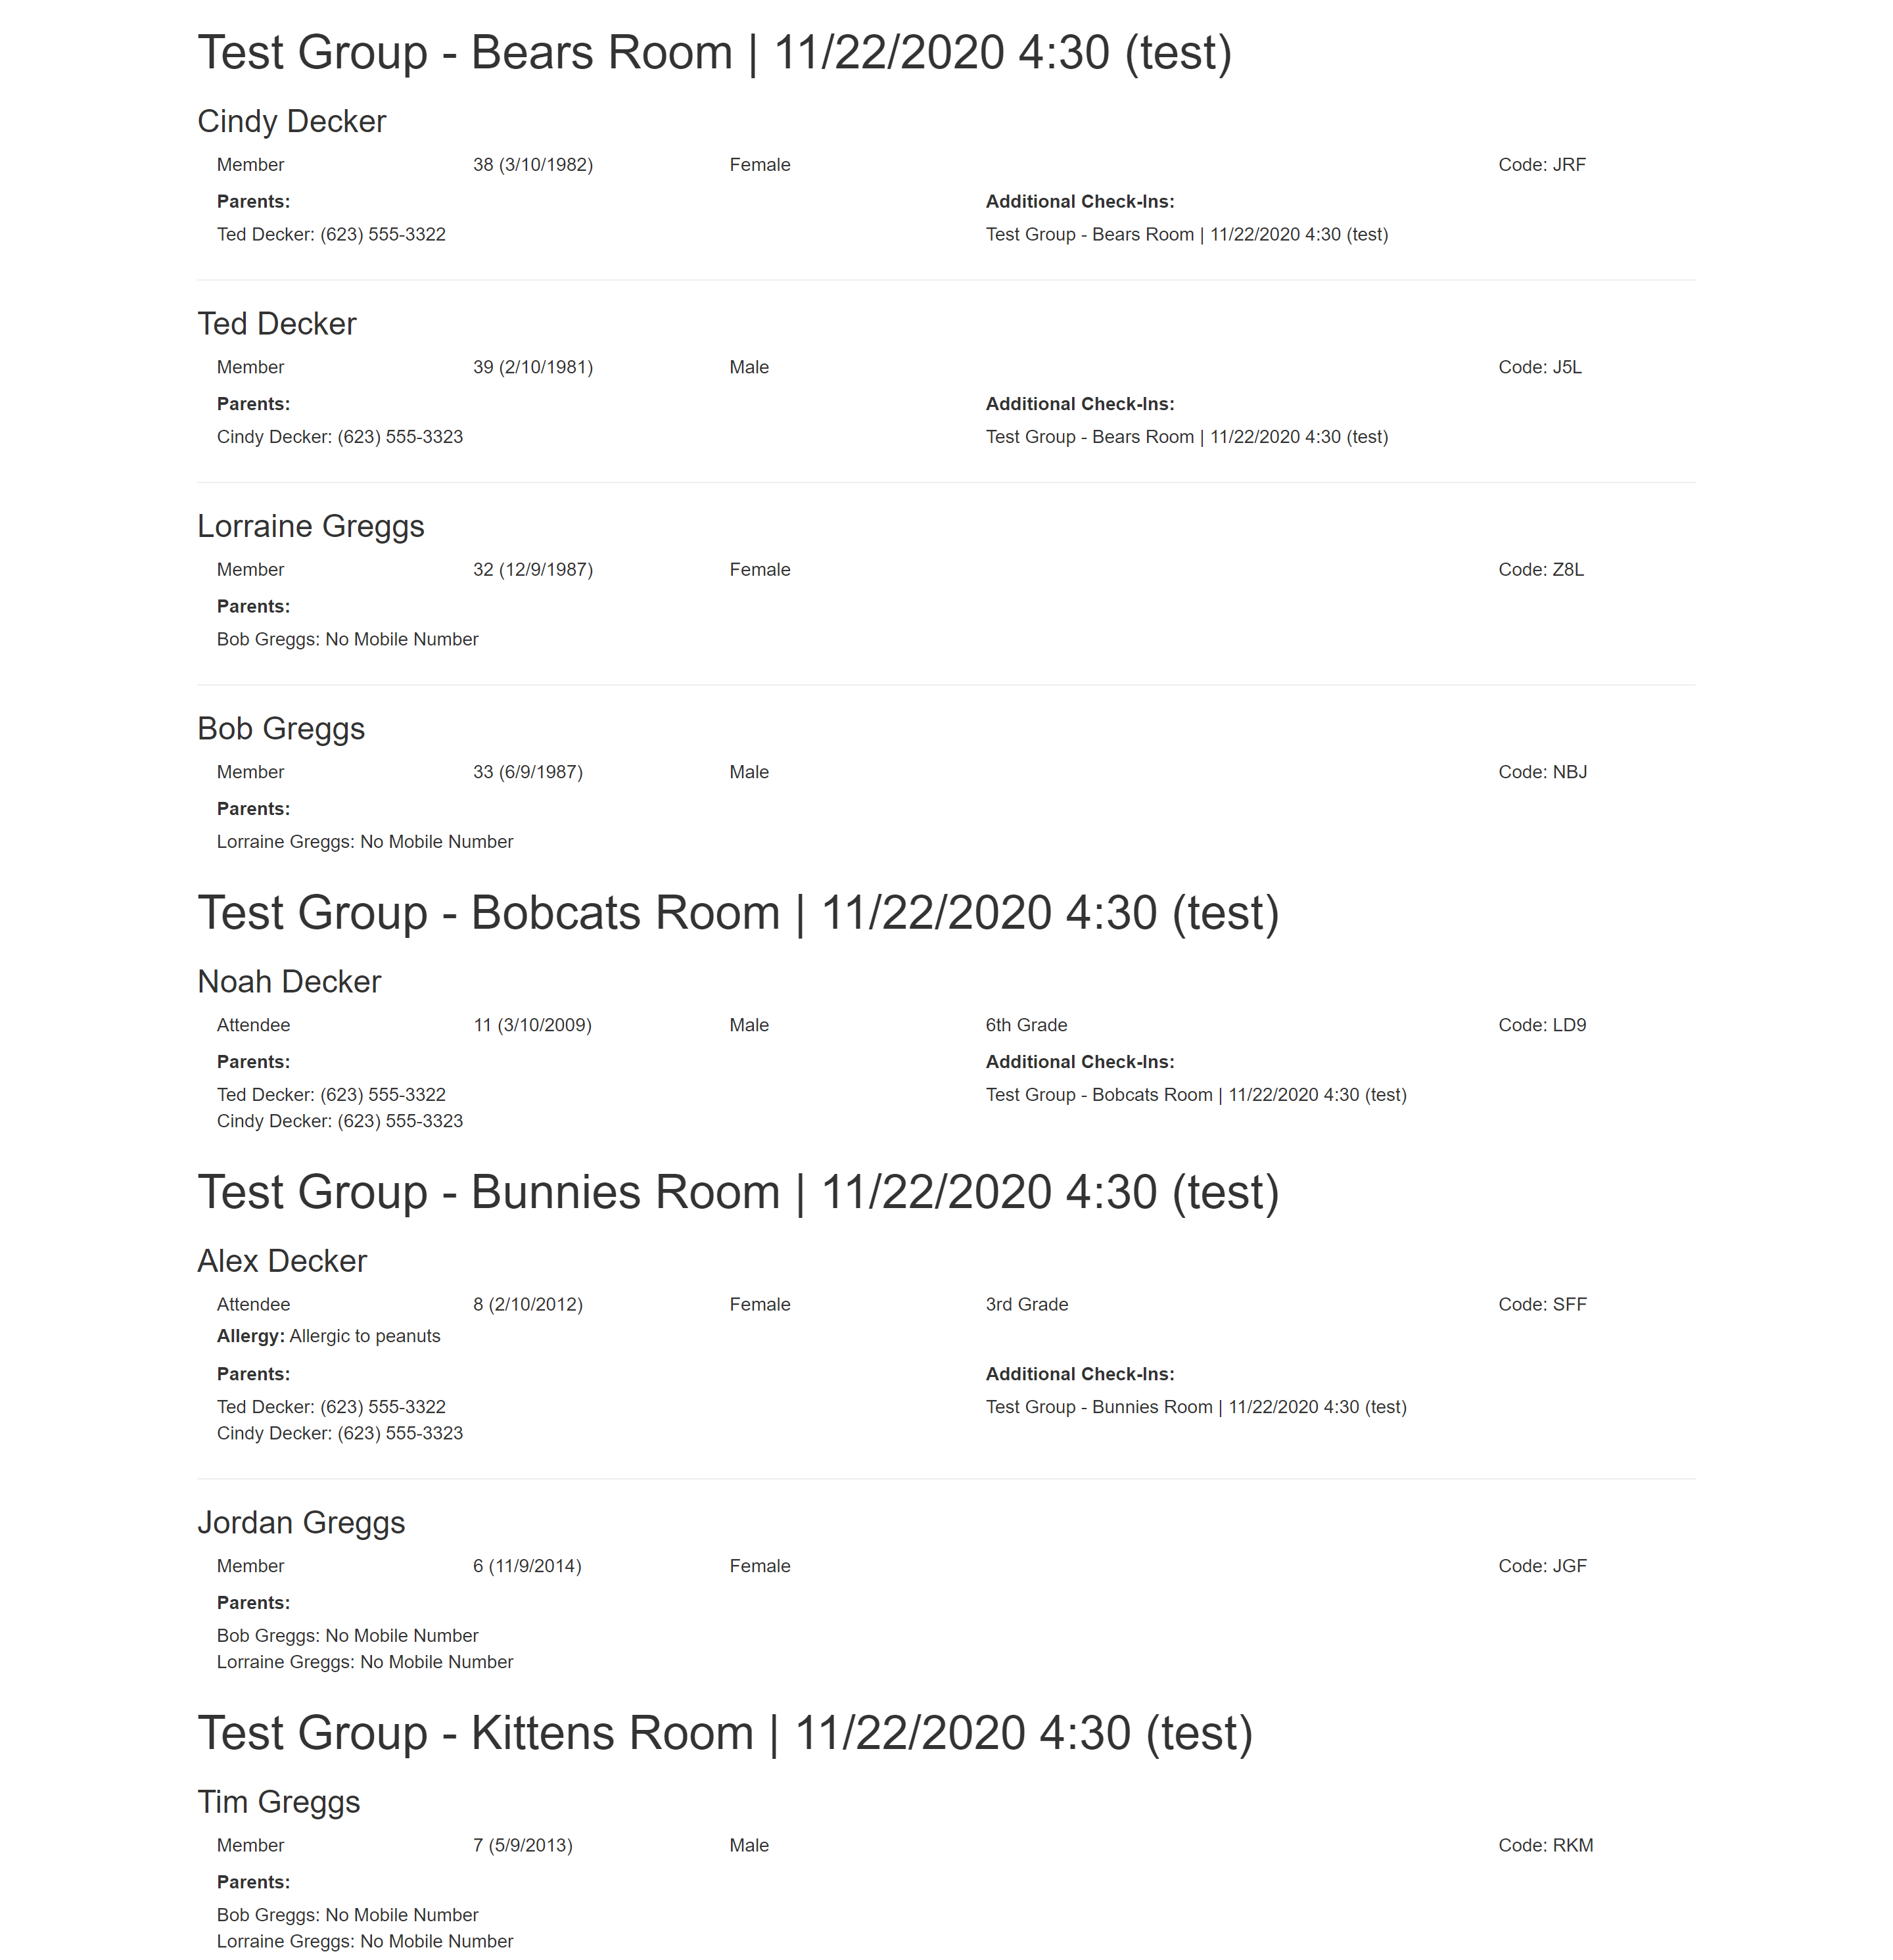 Test Group - Bears Room | 11/22/2020 4:30 (test)
Cindy Decker
Member 38 (3/10/1982) Female Code: JRF
Parents: Additional Check-Ins:
Ted Decker: (623) 555-3322 Test Group - Bears Room | 11/22/2020 4:30 (test)
Ted Decker
Member 39 (2/10/1981) Male Code: J5L
Parents: Additional Check-Ins:
Cindy Decker: (623) 555-3323 Test Group - Bears Room | 11/22/2020 4:30 (test)
Lorraine Greggs
Member 32 (12/9/1987) Female Code: Z8L
Parents:
Bob Greggs: No Mobile Number
Bob Greggs
Member 33 (6/9/1987) Male Code: NBJ
Parents:
Lorraine Greggs: No Mobile Number
Test Group - Bobcats Room | 11/22/2020 4:30 (test)
Noah Decker
Attendee 11 (3/10/2009) Male 6th Grade Code: LD9
Parents: Additional Check-Ins:
Ted Decker: (623) 555-3322 Test Group - Bobcats Room | 11/22/2020 4:30 (test)
Cindy Decker: (623) 555-3323
Test Group - Bunnies Room | 11/22/2020 4:30 (test)
Alex Decker
Attendee 8 (2/10/2012) Female 3rd Grade Code: SFF
Allergy: Allergic to peanuts
Parents: Additional Check-Ins:
Ted Decker: (623) 555-3322 Test Group - Bunnies Room | 11/22/2020 4:30 (test)
Cindy Decker: (623) 555-3323
Jordan Greggs
Member 6 (11/9/2014) Female Code: JGF
Parents:
Bob Greggs: No Mobile Number
Lorraine Greggs: No Mobile Number
Test Group - Kittens Room | 11/22/2020 4:30 (test)
Tim Greggs
Member 7 (5/9/2013) Male Code: RKM
Parents:
Bob Greggs: No Mobile Number
Lorraine Greggs: No Mobile Number